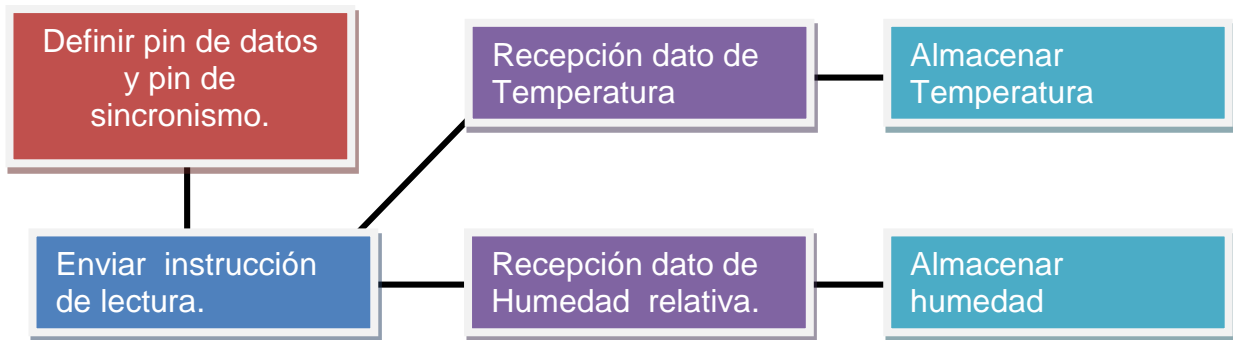 Definir pin de datos
y pin de
sincronismo.
Recepción dato de
Temperatura
Almacenar
Temperatura
Enviar instrucción
de lectura.
Recepción dato de
Humedad relativa.
Almacenar
humedad